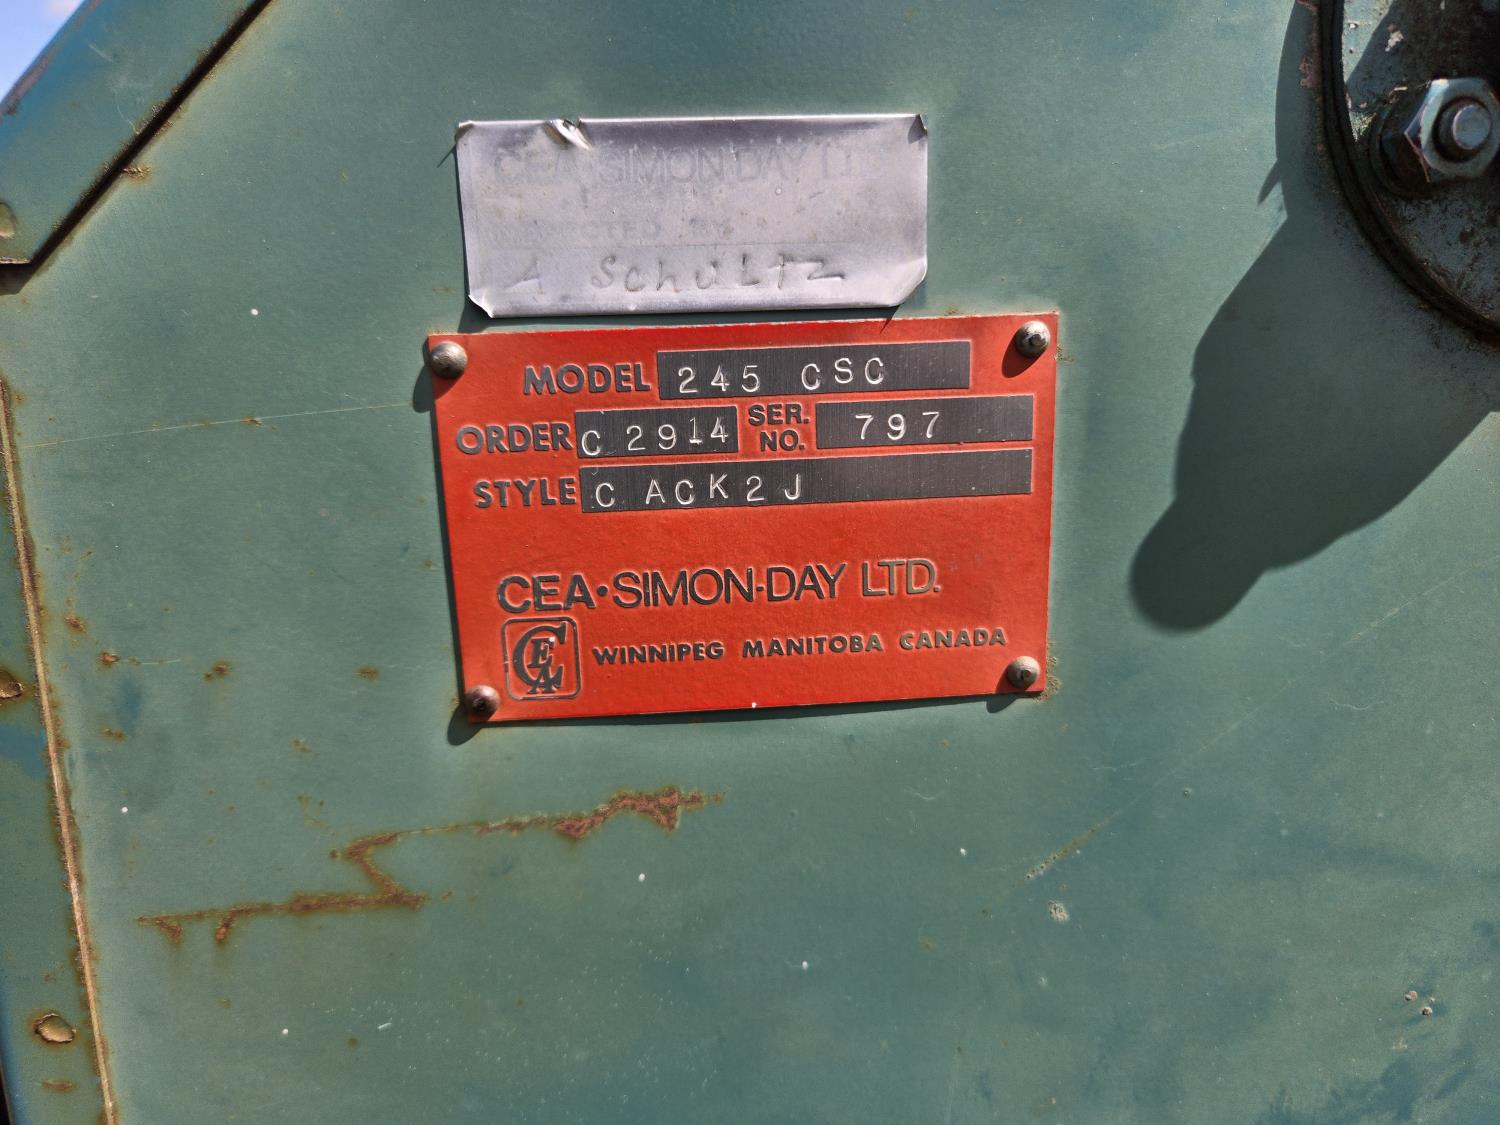 CEA·SIMON-DAY LTD.
INSPECTED BY
A Schultz
MODEL 245 CSC
ORDER C 2914 SER. NO. 797
STYLE C ACK2J
CEA·SIMON-DAY LTD.
CEA WINNIPEG MANITOBA CANADA